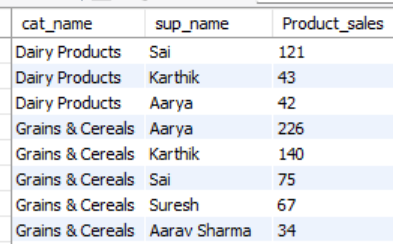 cat_name sup_name Product_sales
Dairy Products Sai 121
Dairy Products Karthik 43
Dairy Products Aarya 42
Grains & Cereals Aarya 226
Grains & Cereals Karthik 140
Grains & Cereals Sai 75
Grains & Cereals Suresh 67
Grains & Cereals Aarav Sharma 34